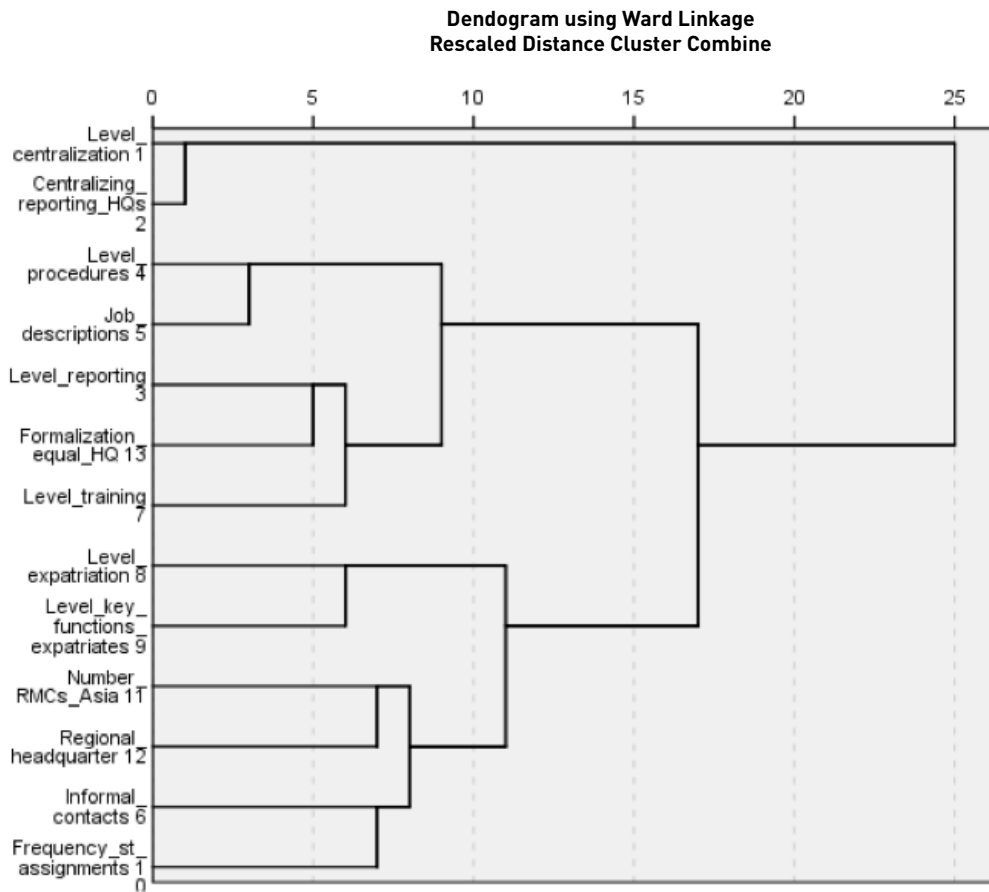 Dendogram using Ward Linkage
Rescaled Distance Cluster Combine
0 5 10 15 20 25
Level_
centralization 1
Centralizing_
reporting_HQs
2
Level_
procedures 4
Job_
descriptions 5
Level_reporting
3
Formalization_
equal_HQ 13
Level_training
7
Level_
expatriation 8
Level_key_
functions_
expatriates 9
Number_
RMCs_Asia 11
Regional_
headquarter 12
Informal_
contacts 6
Frequency_st_
assignments 1
0